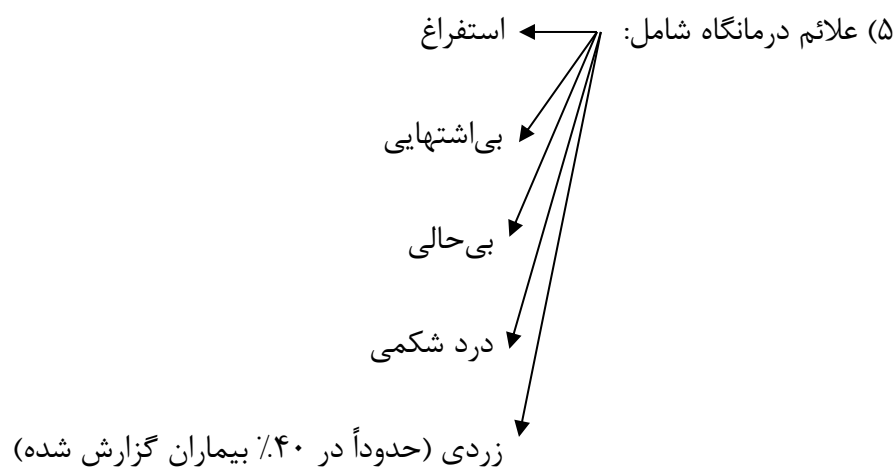 ۵) علائم درمانگاه شامل: استفراغ
بی‌اشتهایی
بی‌حالی
درد شکمی
زردی (حدوداً در ۴۰٪ بیماران گزارش شده)